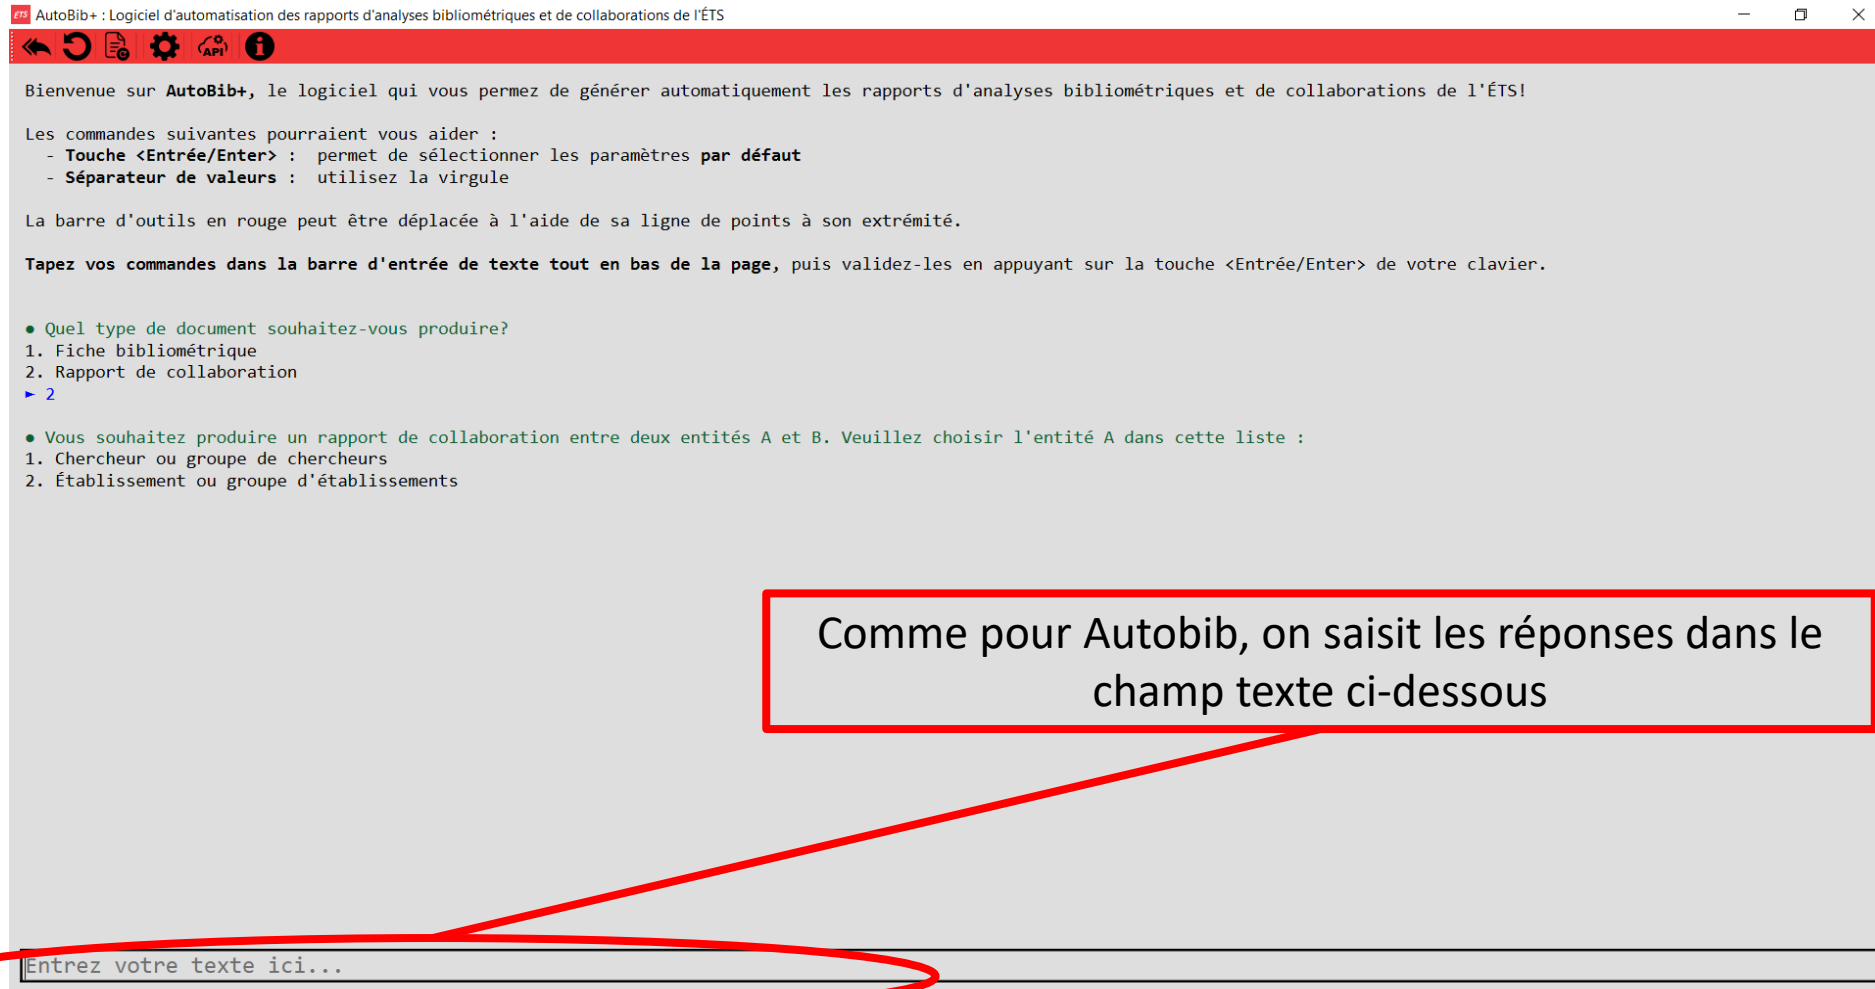 ÉTS AutoBib+ : Logiciel d'automatisation des rapports d'analyses bibliométriques et de collaborations de l'ÉTS
API
Bienvenue sur AutoBib+, le logiciel qui vous permez de générer automatiquement les rapports d'analyses bibliométriques et de collaborations de l'ÉTS!
Les commandes suivantes pourraient vous aider :
- Touche <Entrée/Enter> : permet de sélectionner les paramètres par défaut
- Séparateur de valeurs : utilisez la virgule
La barre d'outils en rouge peut être déplacée à l'aide de sa ligne de points à son extrémité.
Tapez vos commandes dans la barre d'entrée de texte tout en bas de la page, puis validez-les en appuyant sur la touche <Entrée/Enter> de votre clavier.
● Quel type de document souhaitez-vous produire?
1. Fiche bibliométrique
2. Rapport de collaboration
► 2
● Vous souhaitez produire un rapport de collaboration entre deux entités A et B. Veuillez choisir l'entité A dans cette liste :
1. Chercheur ou groupe de chercheurs
2. Établissement ou groupe d'établissements
Comme pour Autobib, on saisit les réponses dans le
champ texte ci-dessous
Entrez votre texte ici...